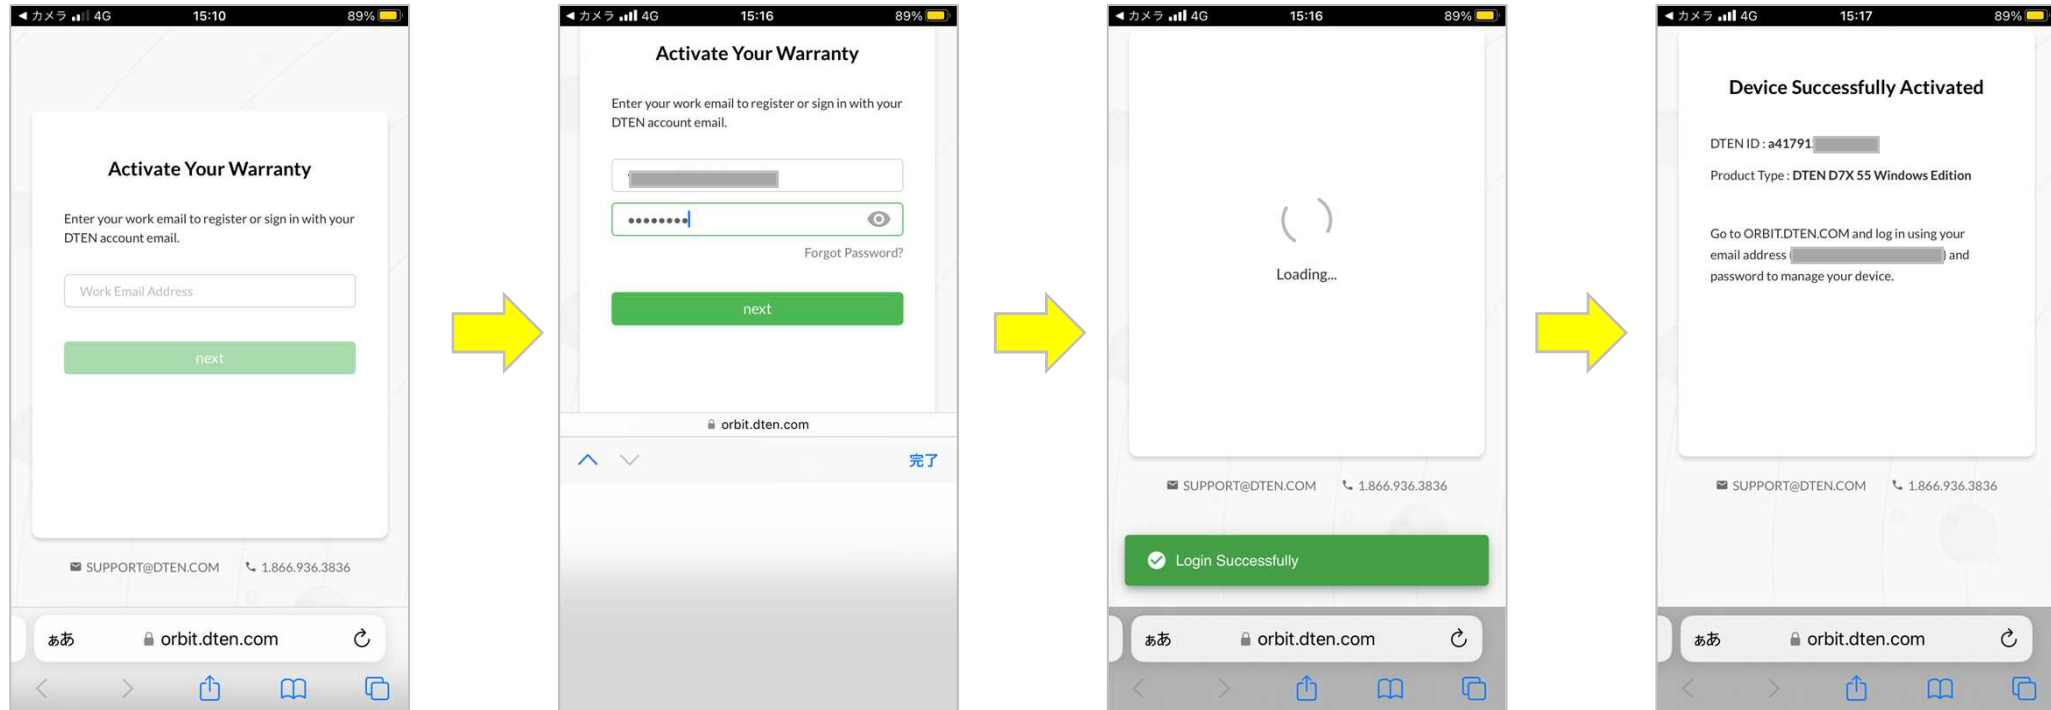 カメラ 4G 15:10 89%
Activate Your Warranty
Enter your work email to register or sign in with your
DTEN account email.
Work Email Address
next
SUPPORT@DTEN.COM 1.866.936.3836
ぁあ orbit.dten.com
カメラ 4G 15:16 89%
Activate Your Warranty
Enter your work email to register or sign in with your
DTEN account email.
••••••••
Forgot Password?
next
orbit.dten.com
完了
カメラ 4G 15:16 89%
Loading...
SUPPORT@DTEN.COM 1.866.936.3836
Login Successfully
ぁあ orbit.dten.com
カメラ 4G 15:17 89%
Device Successfully Activated
DTEN ID : a41791
Product Type : DTEN D7X 55 Windows Edition
Go to ORBIT.DTEN.COM and log in using your
email address ( ) and
password to manage your device.
SUPPORT@DTEN.COM 1.866.936.3836
ぁあ orbit.dten.com